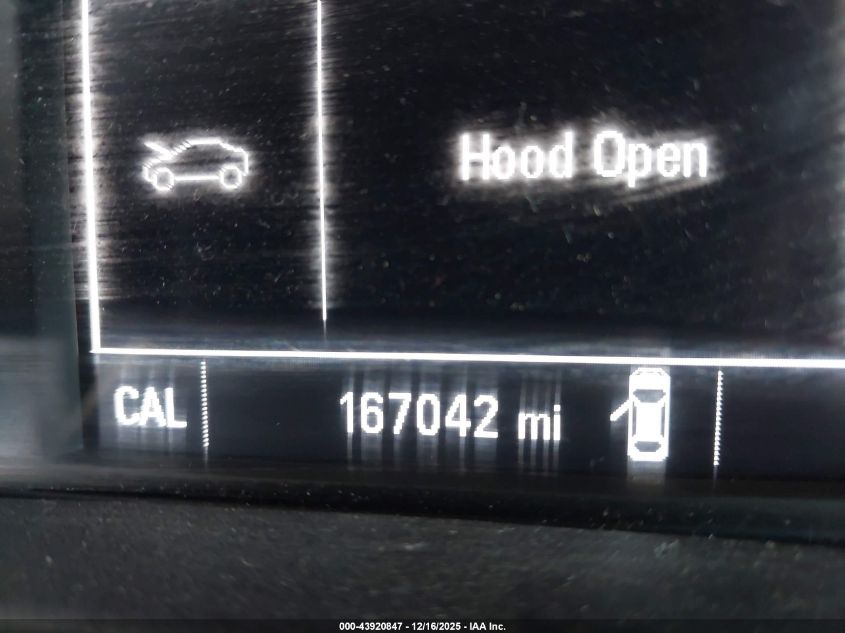 Hood Open
CAL
167042 mi
000-43920847 - 12/16/2025 - IAA Inc.